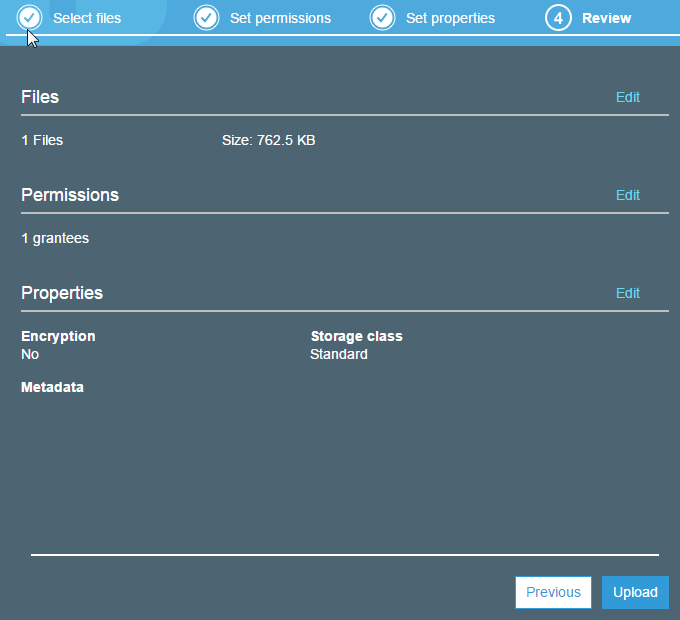 Select files Set permissions Set properties 4 Review
Files Edit
1 Files Size: 762.5 KB
Permissions Edit
1 grantees
Properties Edit
Encryption Storage class
No Standard
Metadata
Previous Upload